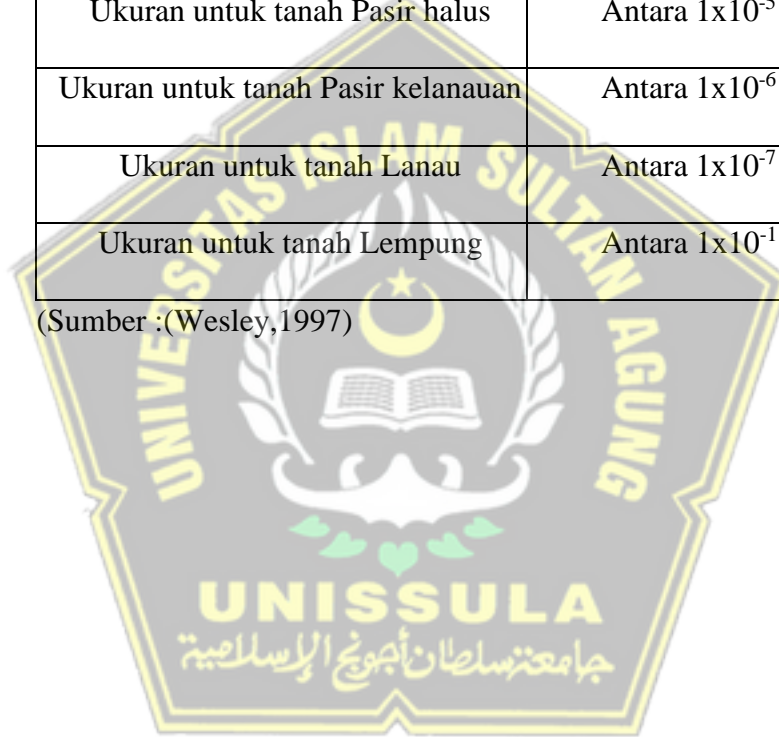 Ukuran untuk tanah Pasir halus Antara 1x10⁻⁵
Ukuran untuk tanah Pasir kelanauan Antara 1x10⁻⁶
Ukuran untuk tanah Lanau Antara 1x10⁻⁷
Ukuran untuk tanah Lempung Antara 1x10⁻¹
(Sumber :(Wesley,1997)
UNIVERSITAS ISLAM SULTAN AGUNG
UNISSULA
جامعة سلطان أجونج الإسلامية